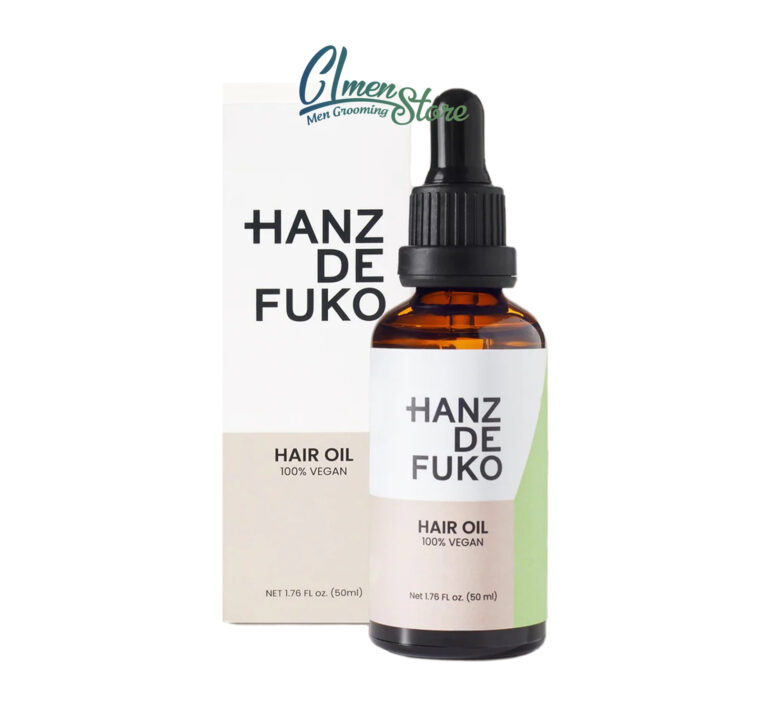 Clmen Store
Men Grooming
HANZ
DE
FUKO
HAIR OIL
100% VEGAN
NET 1.76 FL oz. (50ml)
HANZ
DE
FUKO
HAIR OIL
100% VEGAN
Net 1.76 FL oz. (50 ml)